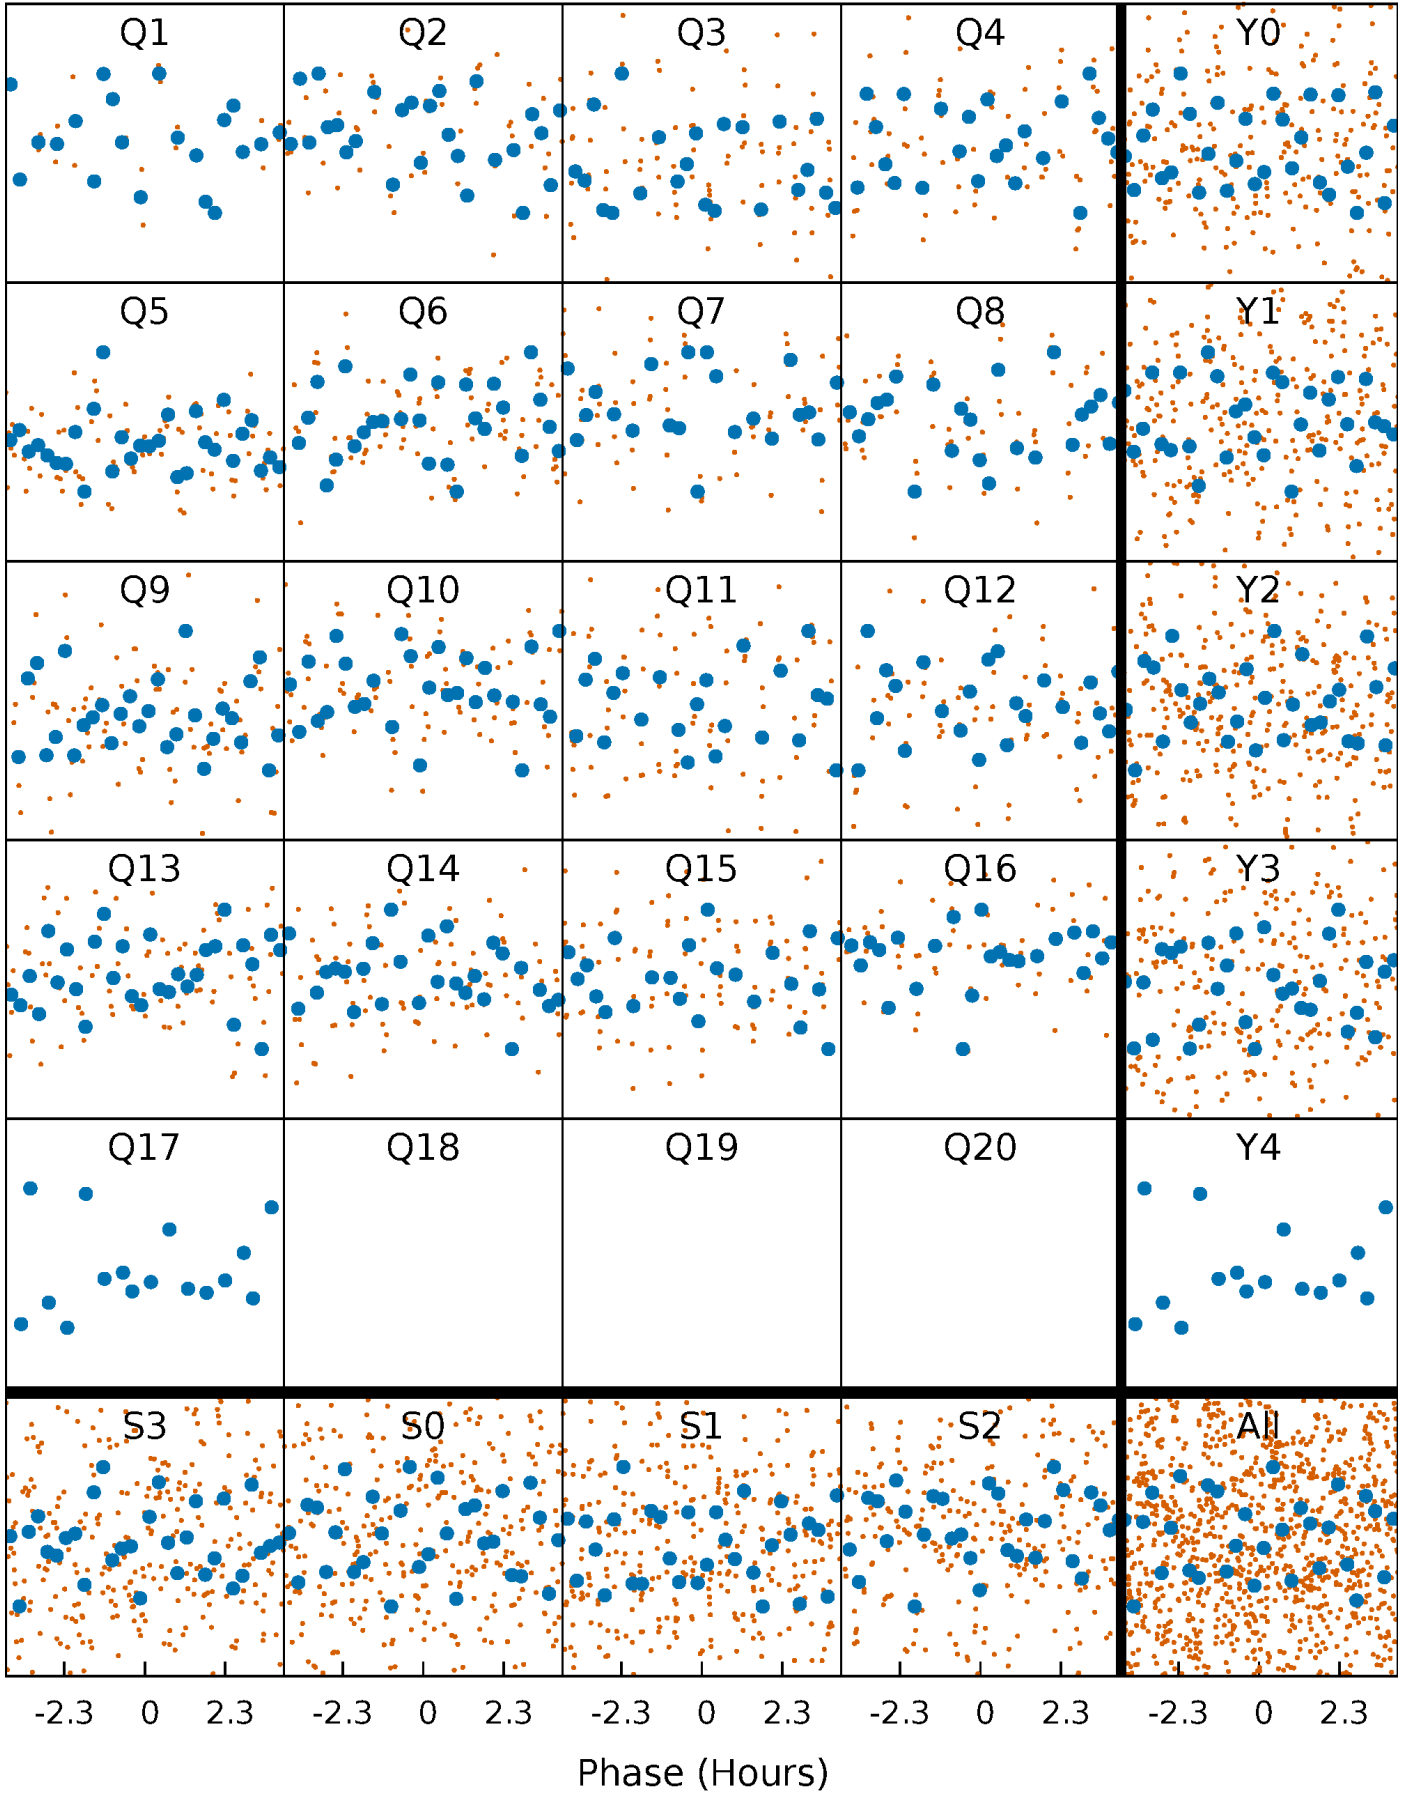 Q1 Q2 Q3 Q4 Y0
Q5 Q6 Q7 Q8 Y1
Q9 Q10 Q11 Q12 Y2
Q13 Q14 Q15 Q16 Y3
Q17 Q18 Q19 Q20 Y4
S3 S0 S1 S2 All
-2.3 0 2.3 -2.3 0 2.3 -2.3 0 2.3 -2.3 0 2.3 -2.3 0 2.3
Phase (Hours)